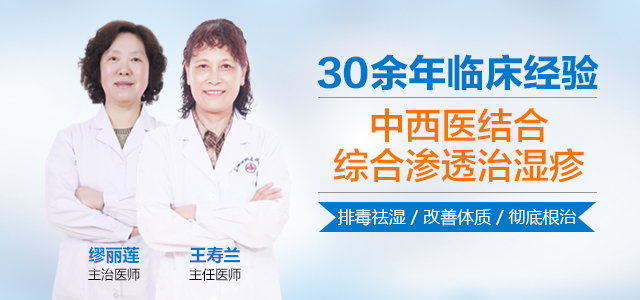 30余年临床经验
中西医结合
综合渗透治湿疹
排毒祛湿 / 改善体质 / 彻底根治
缪丽莲
主治医师
王寿兰
主任医师